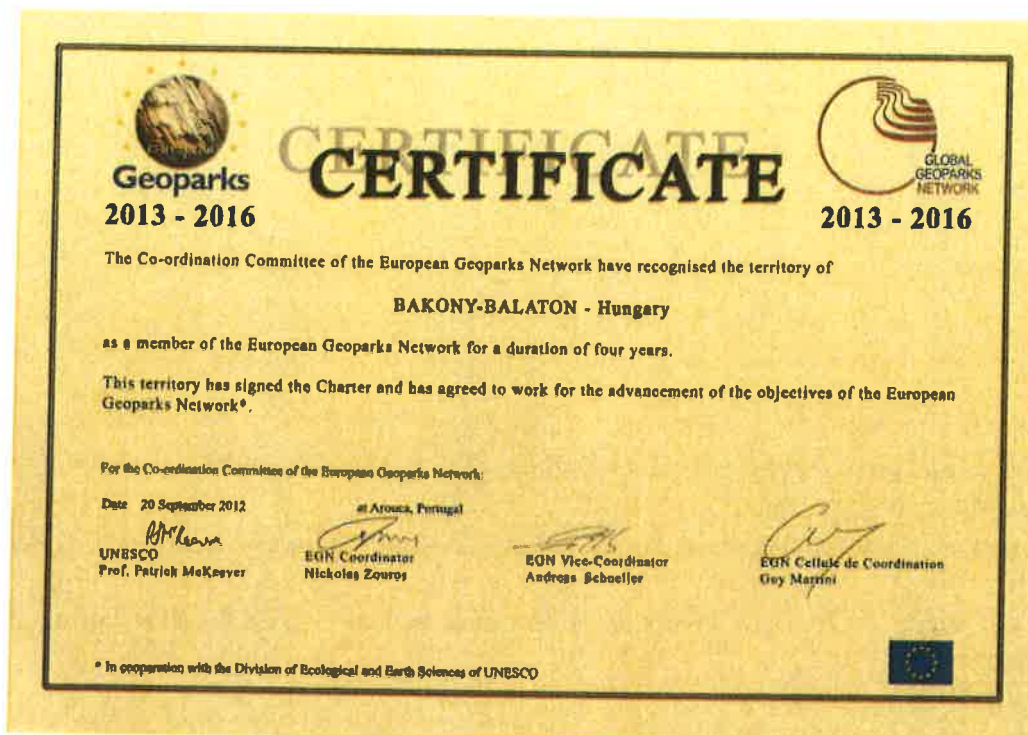 CERTIFICATE
CERTIFICATE
Geoparks
2013 - 2016
GLOBAL
GEOPARKS
NETWORK
2013 - 2016
The Co-ordination Committee of the European Geoparks Network have recognised the territory of
BAKONY-BALATON - Hungary
as a member of the European Geoparks Network for a duration of four years.
This territory has signed the Charter and has agreed to work for the advancement of the objectives of the European
Geoparks Network*.
For the Co-ordination Committee of the European Geoparks Network:
Date 20 September 2012 at Arouca, Portugal
UNESCO
Prof. Patrick McKeever
EGN Coordinator
Nickolas Zouros
EGN Vice-Coordinator
Andreas Schueller
EGN Cellule de Coordination
Guy Martini
* In cooperation with the Division of Ecological and Earth Sciences of UNESCO